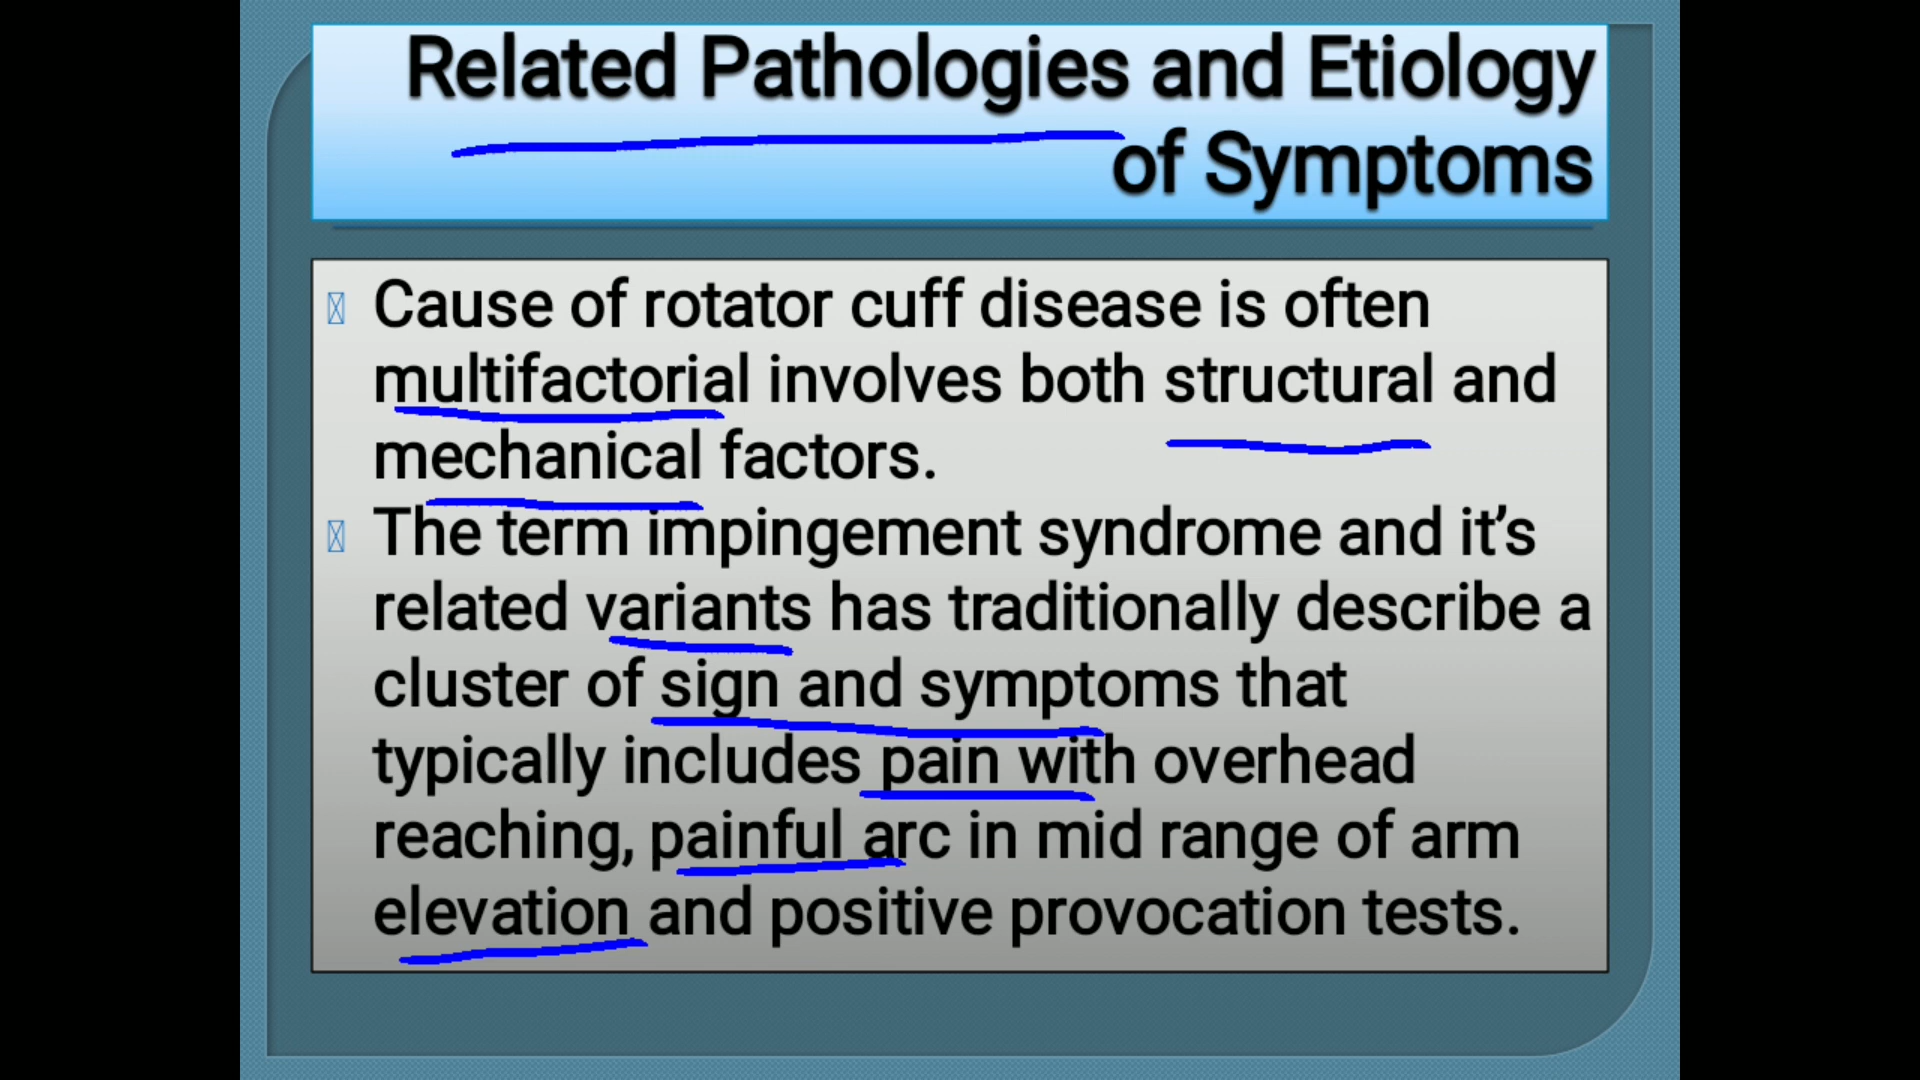 Related Pathologies and Etiology
of Symptoms
Cause of rotator cuff disease is often
multifactorial involves both structural and
mechanical factors.
The term impingement syndrome and it’s
related variants has traditionally describe a
cluster of sign and symptoms that
typically includes pain with overhead
reaching, painful arc in mid range of arm
elevation and positive provocation tests.